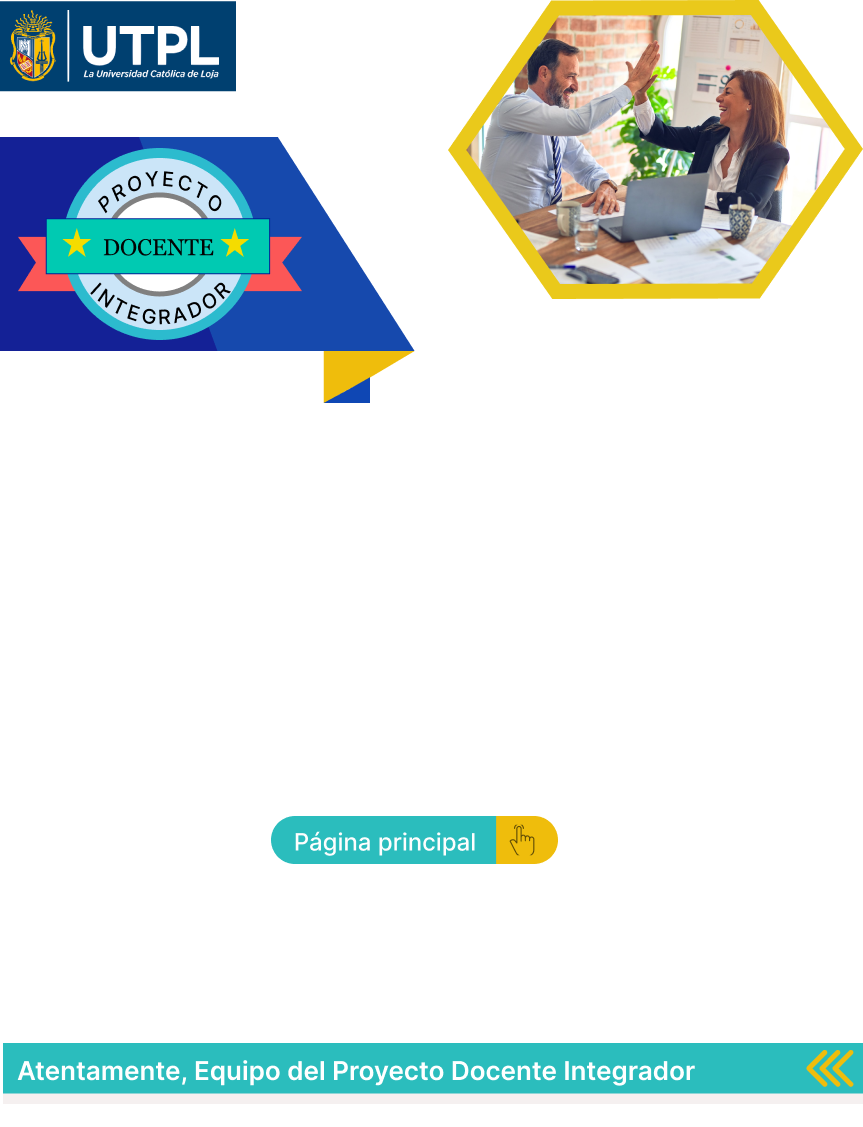 UTPL
La Universidad Católica de Loja
PROYECTO
DOCENTE
INTEGRADOR
Página principal
Atentamente, Equipo del Proyecto Docente Integrador